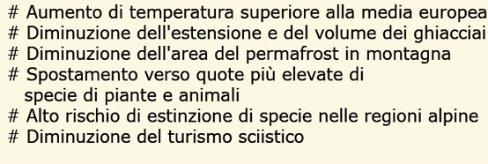 # Aumento di temperatura superiore alla media europea
# Diminuzione dell'estensione e del volume dei ghiacciai
# Diminuzione dell'area del permafrost in montagna
# Spostamento verso quote più elevate di
specie di piante e animali
# Alto rischio di estinzione di specie nelle regioni alpine
# Diminuzione del turismo sciistico